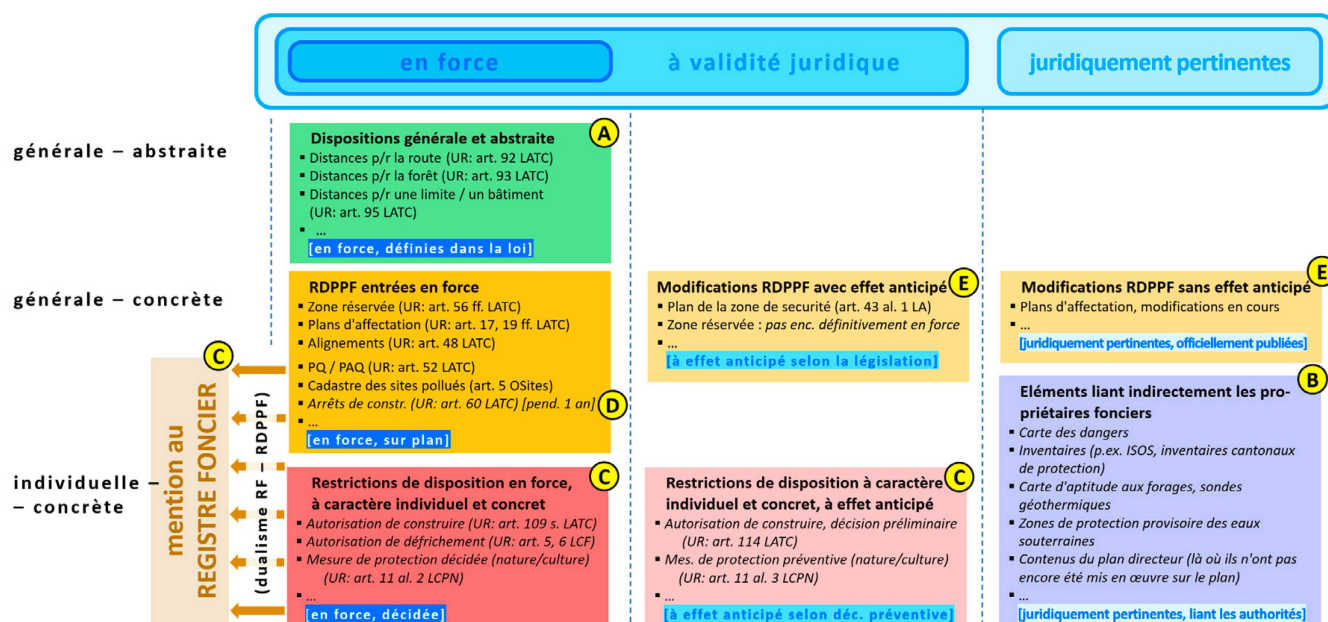 en force
à validité juridique
juridiquement pertinentes
générale – abstraite
A
Dispositions générale et abstraite
▪ Distances p/r la route (UR: art. 92 LATC)
▪ Distances p/r la forêt (UR: art. 93 LATC)
▪ Distances p/r une limite / un bâtiment
(UR: art. 95 LATC)
▪ ...
[en force, définies dans la loi]
générale – concrète
RDPPF entrées en force
▪ Zone réservée (UR: art. 56 ff. LATC)
▪ Plans d'affectation (UR: art. 17, 19 ff. LATC)
▪ Alignements (UR: art. 48 LATC)
▪ PQ / PAQ (UR: art. 52 LATC)
▪ Cadastre des sites pollués (art. 5 OSites)
▪ Arrêts de constr. (UR: art. 60 LATC) [pend. 1 an]
D
▪ ...
[en force, sur plan]
E
Modifications RDPPF avec effet anticipé
▪ Plan de la zone de securité (art. 43 al. 1 LA)
▪ Zone réservée : pas enc. définitivement en force
▪ ...
[à effet anticipé selon la législation]
E
Modifications RDPPF sans effet anticipé
▪ Plans d'affectation, modifications en cours
▪ ...
[juridiquement pertinentes, officiellement publiées]
C
mention au
REGISTRE FONCIER
(dualisme RF – RDPPF)
B
Eléments liant indirectement les pro-
priétaires fonciers
▪ Carte des dangers
▪ Inventaires (p.ex. ISOS, inventaires cantonaux
de protection)
▪ Carte d'aptitude aux forages, sondes
géothermiques
▪ Zones de protection provisoire des eaux
souterraines
▪ Contenus du plan directeur (là où ils n'ont pas
encore été mis en œuvre sur le plan)
▪ ...
[juridiquement pertinentes, liant les authorités]
individuelle –
– concrète
C
Restrictions de disposition en force,
à caractère individuel et concret
▪ Autorisation de construire (UR: art. 109 s. LATC)
▪ Autorisation de défrichement (UR: art. 5, 6 LCF)
▪ Mesure de protection décidée (nature/culture)
(UR: art. 11 al. 2 LCPN)
▪ ...
[en force, décidée]
C
Restrictions de disposition à caractère
individuel et concret, à effet anticipé
▪ Autorisation de construire, décision préliminaire
(UR: art. 114 LATC)
▪ Mes. de protection préventive (nature/culture)
(UR: art. 11 al. 3 LCPN)
▪ ...
[à effet anticipé selon déc. préventive]